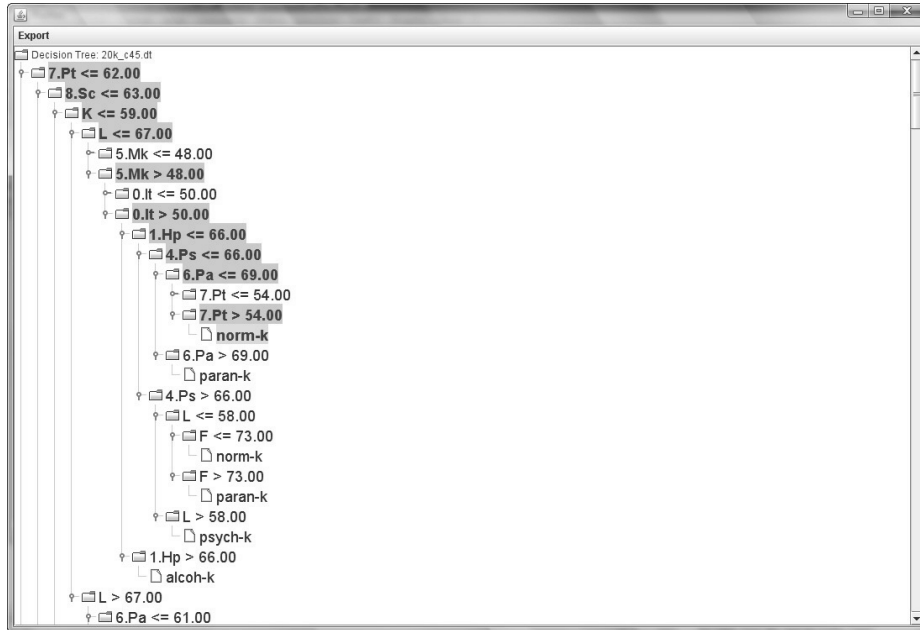 Export
Decision Tree: 20k_c45.dt
7.Pt <= 62.00
8.Sc <= 63.00
K <= 59.00
L <= 67.00
5.Mk <= 48.00
5.Mk > 48.00
0.It <= 50.00
0.It > 50.00
1.Hp <= 66.00
4.Ps <= 66.00
6.Pa <= 69.00
7.Pt <= 54.00
7.Pt > 54.00
norm-k
6.Pa > 69.00
paran-k
4.Ps > 66.00
L <= 58.00
F <= 73.00
norm-k
F > 73.00
paran-k
L > 58.00
psych-k
1.Hp > 66.00
alcoh-k
L > 67.00
6.Pa <= 61.00